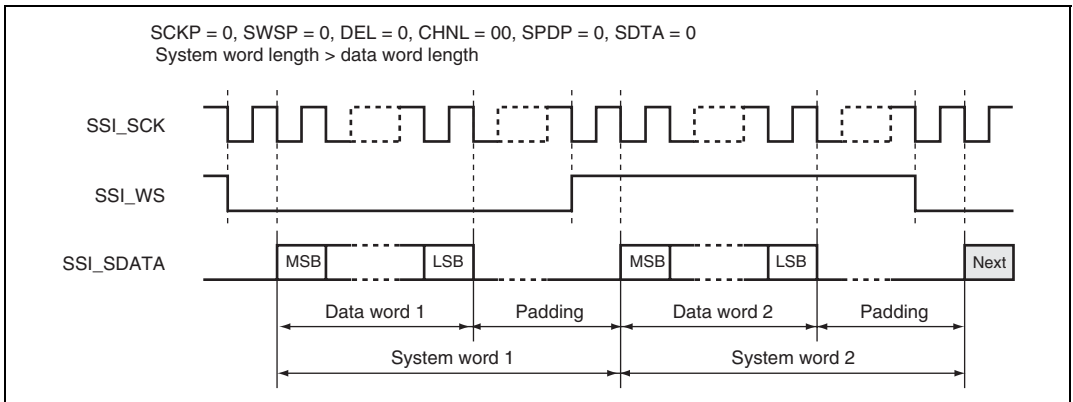 SCKP = 0, SWSP = 0, DEL = 0, CHNL = 00, SPDP = 0, SDTA = 0
System word length > data word length
SSI_SCK
SSI_WS
SSI_SDATA
MSB
LSB
MSB
LSB
Next
Data word 1
Padding
Data word 2
Padding
System word 1
System word 2